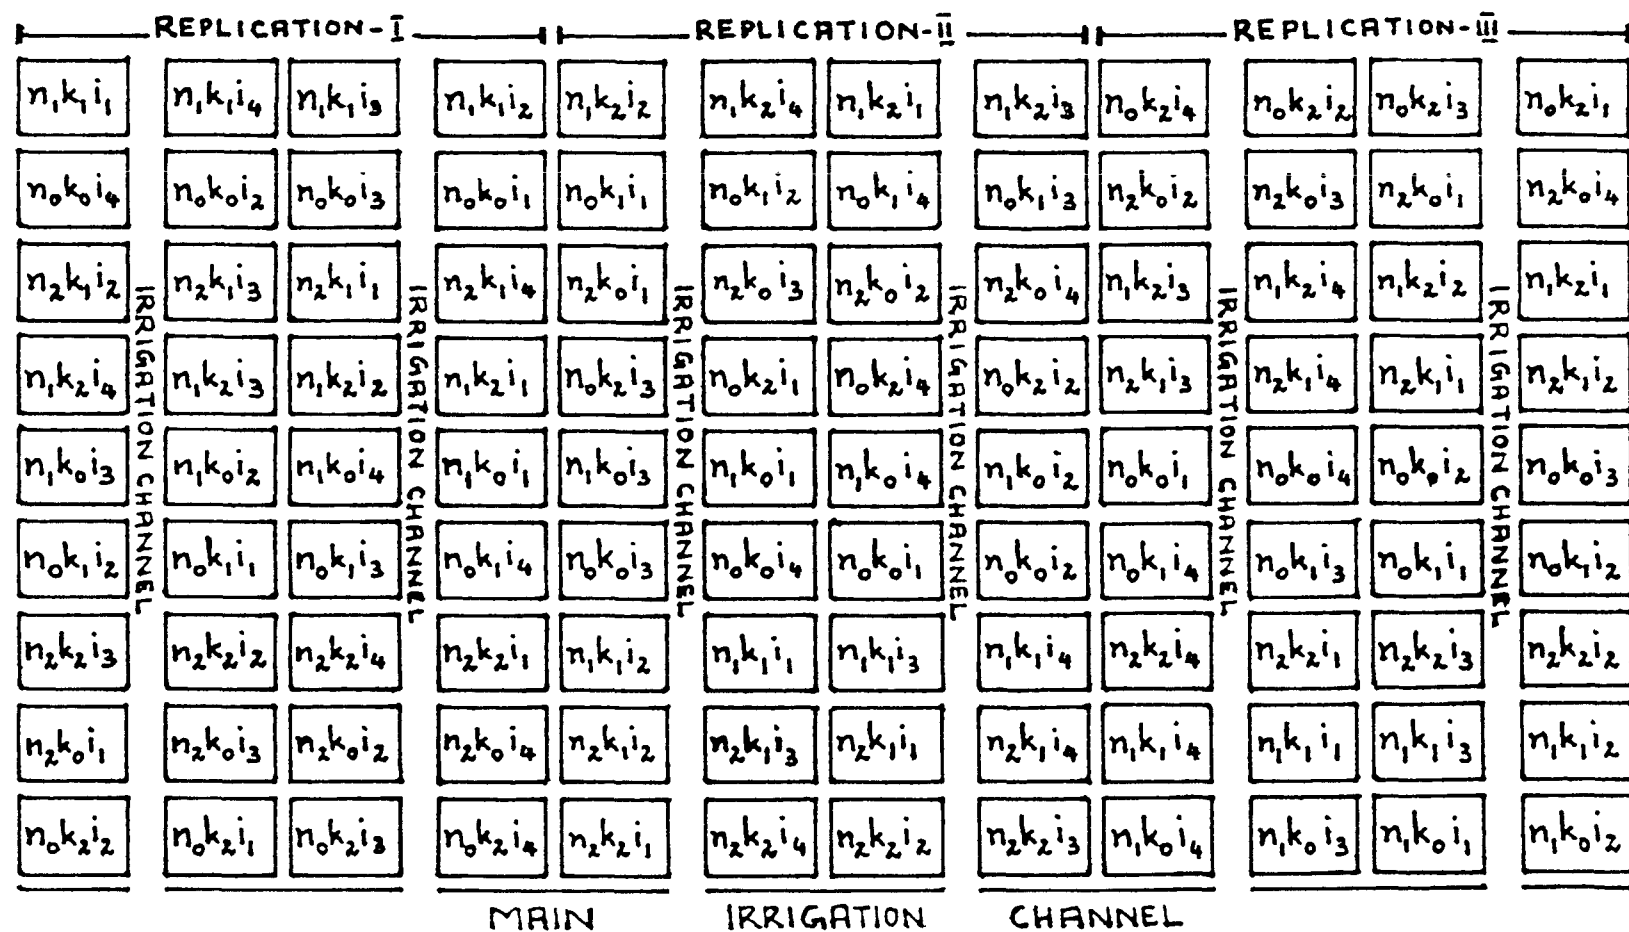 REPLICATION-I REPLICATION-II REPLICATION-III
n₁k₁i₁ n₁k₁i₄ n₁k₁i₃ n₁k₁i₂ n₁k₂i₂ n₁k₂i₄ n₁k₂i₁ n₁k₂i₃ n₀k₂i₄ n₀k₂i₂ n₀k₂i₃ n₀k₂i₁
n₀k₀i₄ n₀k₀i₂ n₀k₀i₃ n₀k₀i₁ n₀k₁i₁ n₀k₁i₂ n₀k₁i₄ n₀k₁i₃ n₂k₀i₂ n₂k₀i₃ n₂k₀i₁ n₂k₀i₄
n₂k₁i₂ n₂k₁i₃ n₂k₁i₁ n₂k₁i₄ n₂k₀i₁ n₂k₀i₃ n₂k₀i₂ n₂k₀i₄ n₁k₂i₃ n₁k₂i₄ n₁k₂i₂ n₁k₂i₁
n₁k₂i₄ n₁k₂i₃ n₁k₂i₂ n₁k₂i₁ n₀k₂i₃ n₀k₂i₁ n₀k₂i₄ n₀k₂i₂ n₂k₁i₃ n₂k₁i₄ n₂k₁i₁ n₂k₁i₂
n₁k₀i₃ n₁k₀i₂ n₁k₀i₄ n₁k₀i₁ n₁k₀i₃ n₁k₀i₁ n₁k₀i₄ n₁k₀i₂ n₀k₀i₁ n₀k₀i₄ n₀k₀i₂ n₀k₀i₃
n₀k₁i₂ n₀k₁i₁ n₀k₁i₃ n₀k₁i₄ n₀k₀i₃ n₀k₀i₄ n₀k₀i₁ n₀k₀i₂ n₀k₁i₄ n₀k₁i₃ n₀k₁i₁ n₀k₁i₂
n₂k₂i₃ n₂k₂i₂ n₂k₂i₄ n₂k₂i₁ n₁k₁i₂ n₁k₁i₁ n₁k₁i₃ n₁k₁i₄ n₂k₂i₄ n₂k₂i₁ n₂k₂i₃ n₂k₂i₂
n₂k₀i₁ n₂k₀i₃ n₂k₀i₂ n₂k₀i₄ n₂k₁i₂ n₂k₁i₃ n₂k₁i₁ n₂k₁i₄ n₁k₁i₄ n₁k₁i₁ n₁k₁i₃ n₁k₁i₂
n₀k₂i₂ n₀k₂i₁ n₀k₂i₃ n₀k₂i₄ n₂k₂i₁ n₂k₂i₄ n₂k₂i₂ n₂k₂i₃ n₁k₀i₄ n₁k₀i₃ n₁k₀i₁ n₁k₀i₂
IRRIGATION CHANNEL
IRRIGATION CHANNEL
IRRIGATION CHANNEL
IRRIGATION CHANNEL
IRRIGATION CHANNEL
IRRIGATION CHANNEL
MAIN IRRIGATION CHANNEL